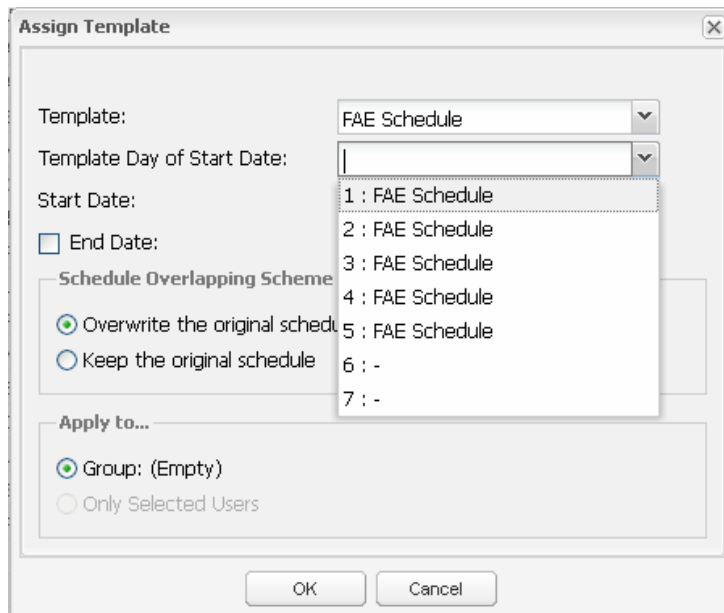 Assign Template
Template:
FAE Schedule
Template Day of Start Date:
Start Date:
1 : FAE Schedule
2 : FAE Schedule
3 : FAE Schedule
4 : FAE Schedule
5 : FAE Schedule
6 : -
7 : -
End Date:
Schedule Overlapping Scheme
Overwrite the original schedu
Keep the original schedule
Apply to...
Group: (Empty)
Only Selected Users
OK
Cancel